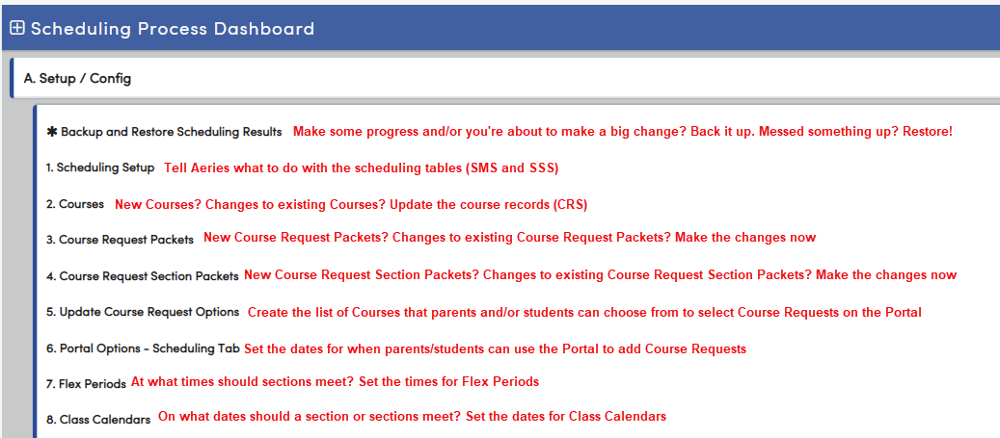 Scheduling Process Dashboard
A. Setup / Config
✱ Backup and Restore Scheduling Results Make some progress and/or you're about to make a big change? Back it up. Messed something up? Restore!
1. Scheduling Setup Tell Aeries what to do with the scheduling tables (SMS and SSS)
2. Courses New Courses? Changes to existing Courses? Update the course records (CRS)
3. Course Request Packets New Course Request Packets? Changes to existing Course Request Packets? Make the changes now
4. Course Request Section Packets New Course Request Section Packets? Changes to existing Course Request Section Packets? Make the changes now
5. Update Course Request Options Create the list of Courses that parents and/or students can choose from to select Course Requests on the Portal
6. Portal Options - Scheduling Tab Set the dates for when parents/students can use the Portal to add Course Requests
7. Flex Periods At what times should sections meet? Set the times for Flex Periods
8. Class Calendars On what dates should a section or sections meet? Set the dates for Class Calendars